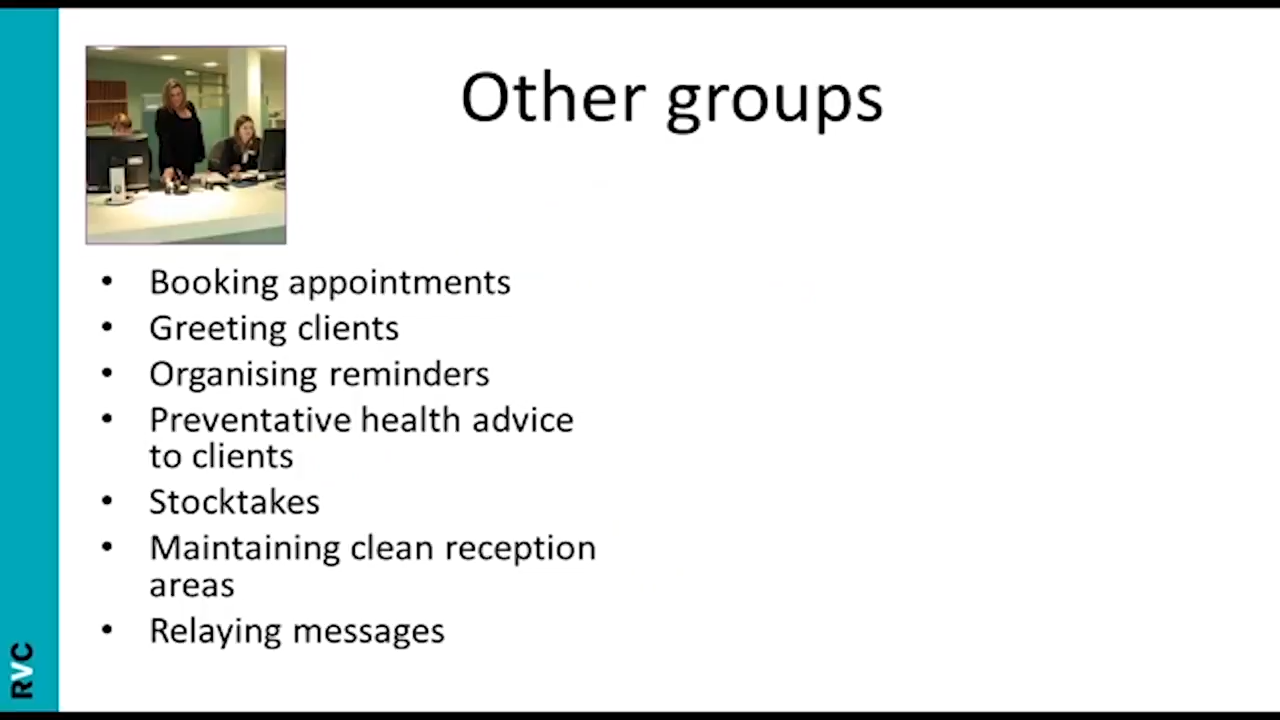 Other groups
• Booking appointments
• Greeting clients
• Organising reminders
• Preventative health advice
to clients
• Stocktakes
• Maintaining clean reception
areas
• Relaying messages
RVC